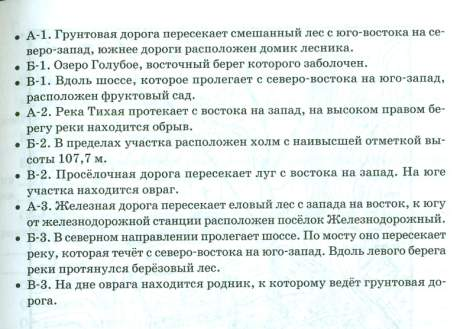 • А-1. Грунтовая дорога пересекает смешанный лес с юго-востока на се-
веро-запад, южнее дороги расположен домик лесника.
• Б-1. Озеро Голубое, восточный берег которого заболочен.
• В-1. Вдоль шоссе, которое пролегает с северо-востока на юго-запад,
расположен фруктовый сад.
• А-2. Река Тихая протекает с востока на запад, на высоком правом бе-
регу реки находится обрыв.
• Б-2. В пределах участка расположен холм с наивысшей отметкой вы-
соты 107,7 м.
• В-2. Просёлочная дорога пересекает луг с востока на запад. На юге
участка находится овраг.
• А-3. Железная дорога пересекает еловый лес с запада на восток, к югу
от железнодорожной станции расположен посёлок Железнодорожный.
• Б-3. В северном направлении пролегает шоссе. По мосту оно пересекает
реку, которая течёт с северо-востока на юго-запад. Вдоль левого берега
реки протянулся берёзовый лес.
• В-3. На дне оврага находится родник, к которому ведёт грунтовая до-
рога.